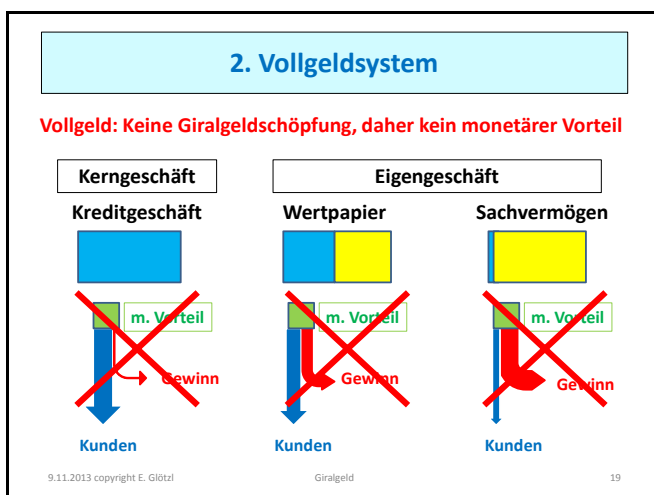 2. Vollgeldsystem
Vollgeld: Keine Giralgeldschöpfung, daher kein monetärer Vorteil
Kerngeschäft
Eigengeschäft
Kreditgeschäft
Wertpapier
Sachvermögen
m. Vorteil
m. Vorteil
m. Vorteil
Gewinn
Gewinn
Gewinn
Kunden
Kunden
Kunden
9.11.2013 copyright E. Glötzl
Giralgeld
19